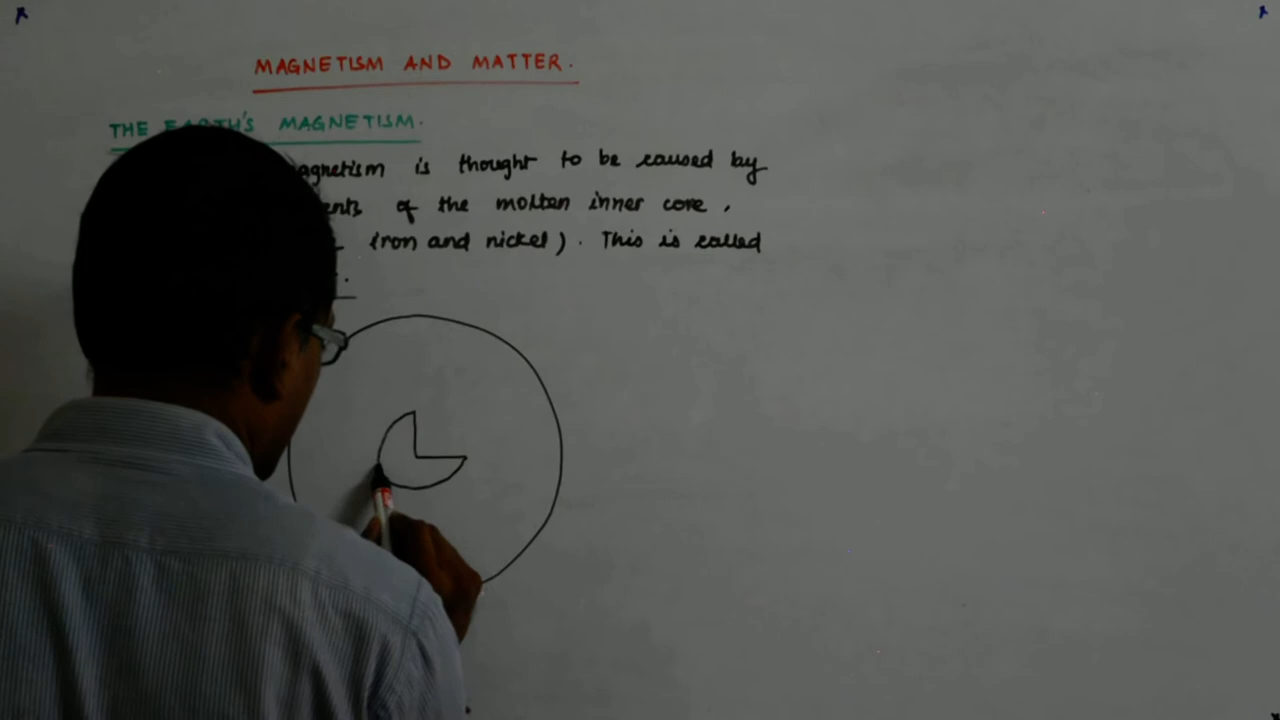 MAGNETISM AND MATTER.
THE EARTH'S MAGNETISM.
agnetism is thought to be caused by
ents of the molten inner core,
(iron and nickel). This is called